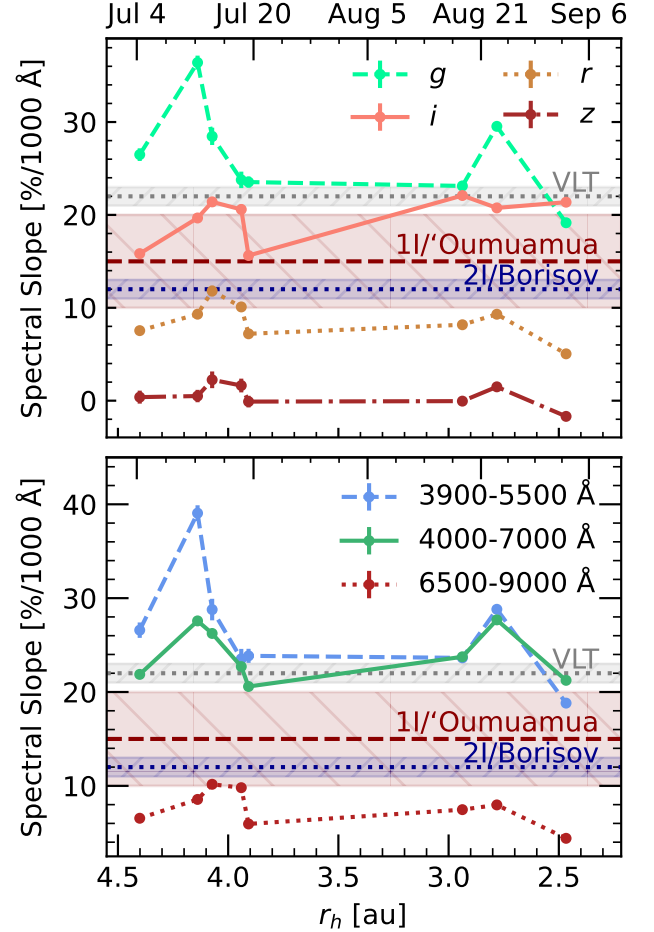 Jul 4 Jul 20 Aug 5 Aug 21 Sep 6
Spectral Slope [%/1000 Å]
30
20
10
0
g r
i z
VLT
1I/‘Oumuamua
2I/Borisov
Spectral Slope [%/1000 Å]
40
30
20
10
3900-5500 Å
4000-7000 Å
6500-9000 Å
VLT
1I/‘Oumuamua
2I/Borisov
4.5 4.0 3.5 3.0 2.5
rₕ [au]